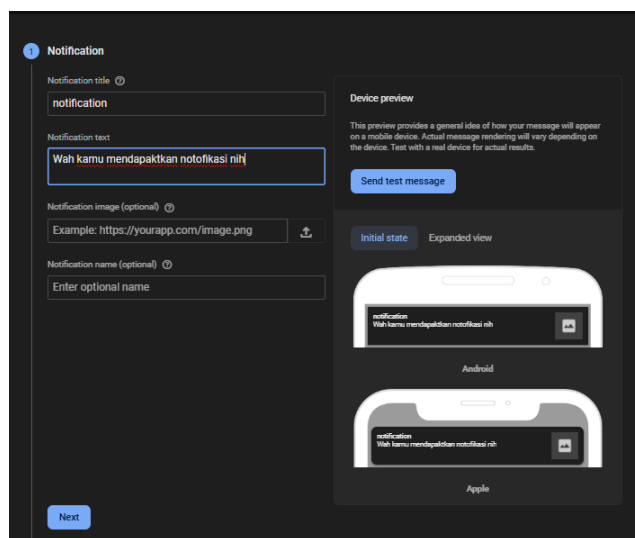 1 Notification
Notification title
notification
Notification text
Wah kamu mendapaktkan notofikasi nih
Notification image (optional)
Example: https://yourapp.com/image.png
Notification name (optional)
Enter optional name
Next
Device preview
This preview provides a general idea of how your message will appear
on a mobile device. Actual message rendering will vary depending on
the device. Test with a real device for actual results.
Send test message
Initial state Expanded view
notification
Wah kamu mendapaktkan notofikasi nih
Android
notification
Wah kamu mendapaktkan notofikasi nih
Apple